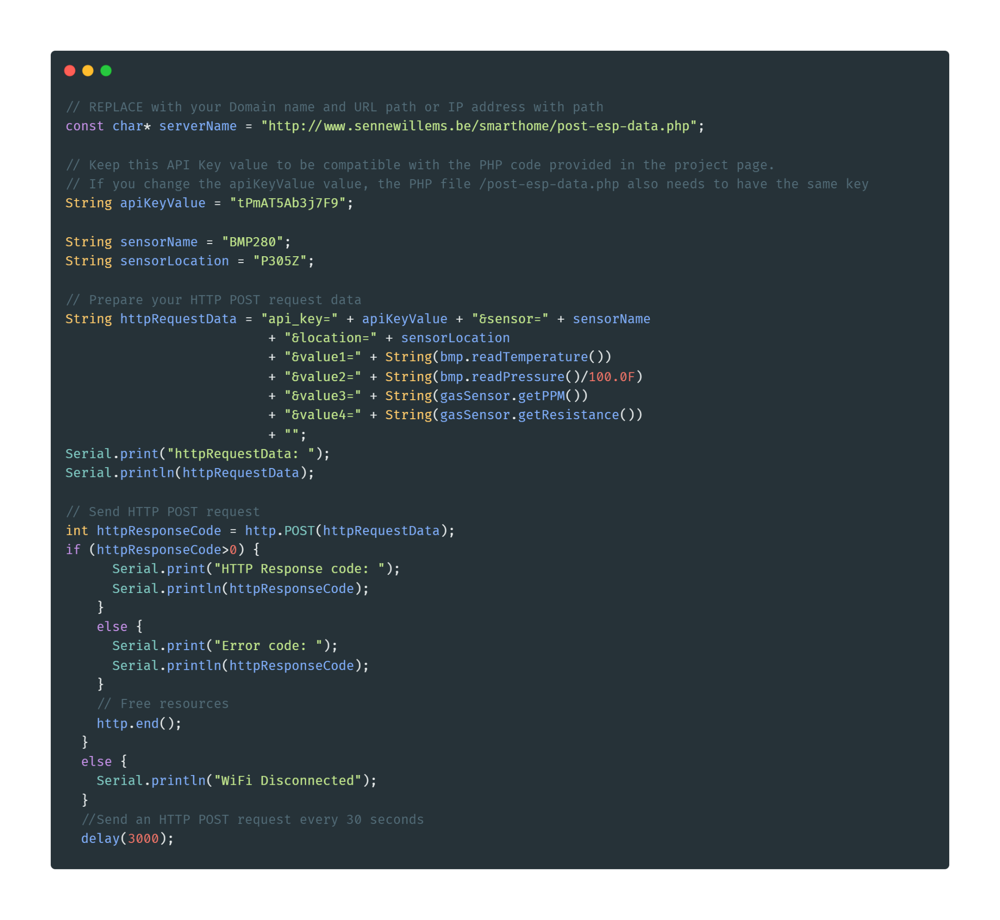 // REPLACE with your Domain name and URL path or IP address with path
const char* serverName = "http://www.sennewillems.be/smarthome/post-esp-data.php";
// Keep this API Key value to be compatible with the PHP code provided in the project page.
// If you change the apiKeyValue value, the PHP file /post-esp-data.php also needs to have the same key
String apiKeyValue = "tPmAT5Ab3j7F9";
String sensorName = "BMP280";
String sensorLocation = "P305Z";
// Prepare your HTTP POST request data
String httpRequestData = "api_key=" + apiKeyValue + "&sensor=" + sensorName
+ "&location=" + sensorLocation
+ "&value1=" + String(bmp.readTemperature())
+ "&value2=" + String(bmp.readPressure()/100.0F)
+ "&value3=" + String(gasSensor.getPPM())
+ "&value4=" + String(gasSensor.getResistance())
+ "";
Serial.print("httpRequestData: ");
Serial.println(httpRequestData);
// Send HTTP POST request
int httpResponseCode = http.POST(httpRequestData);
if (httpResponseCode>0) {
Serial.print("HTTP Response code: ");
Serial.println(httpResponseCode);
}
else {
Serial.print("Error code: ");
Serial.println(httpResponseCode);
}
// Free resources
http.end();
}
else {
Serial.println("WiFi Disconnected");
}
//Send an HTTP POST request every 30 seconds
delay(3000);